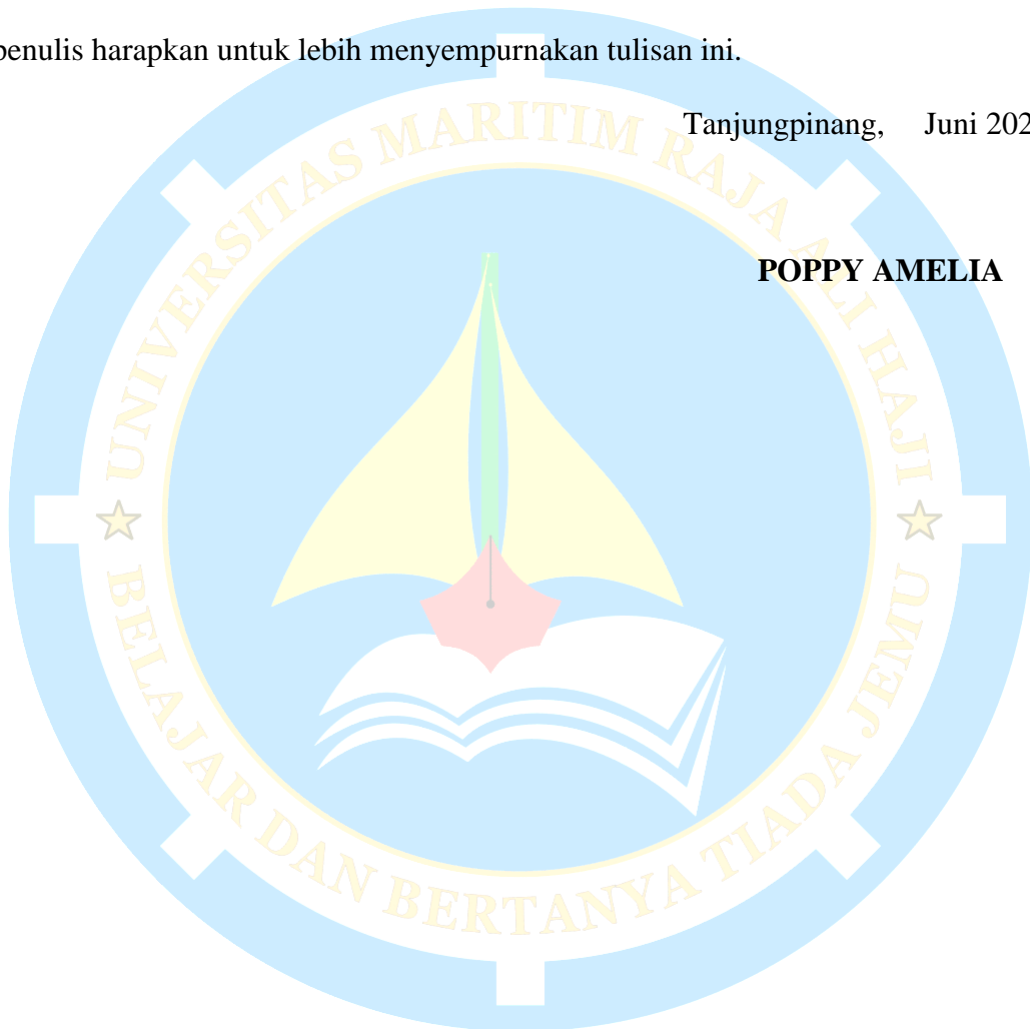 penulis harapkan untuk lebih menyempurnakan tulisan ini.
Tanjungpinang, Juni 202
POPPY AMELIA
UNIVERSITAS MARITIM RAJA ALI HAJI
BELAJAR DAN BERTANYA TIADA JEMU